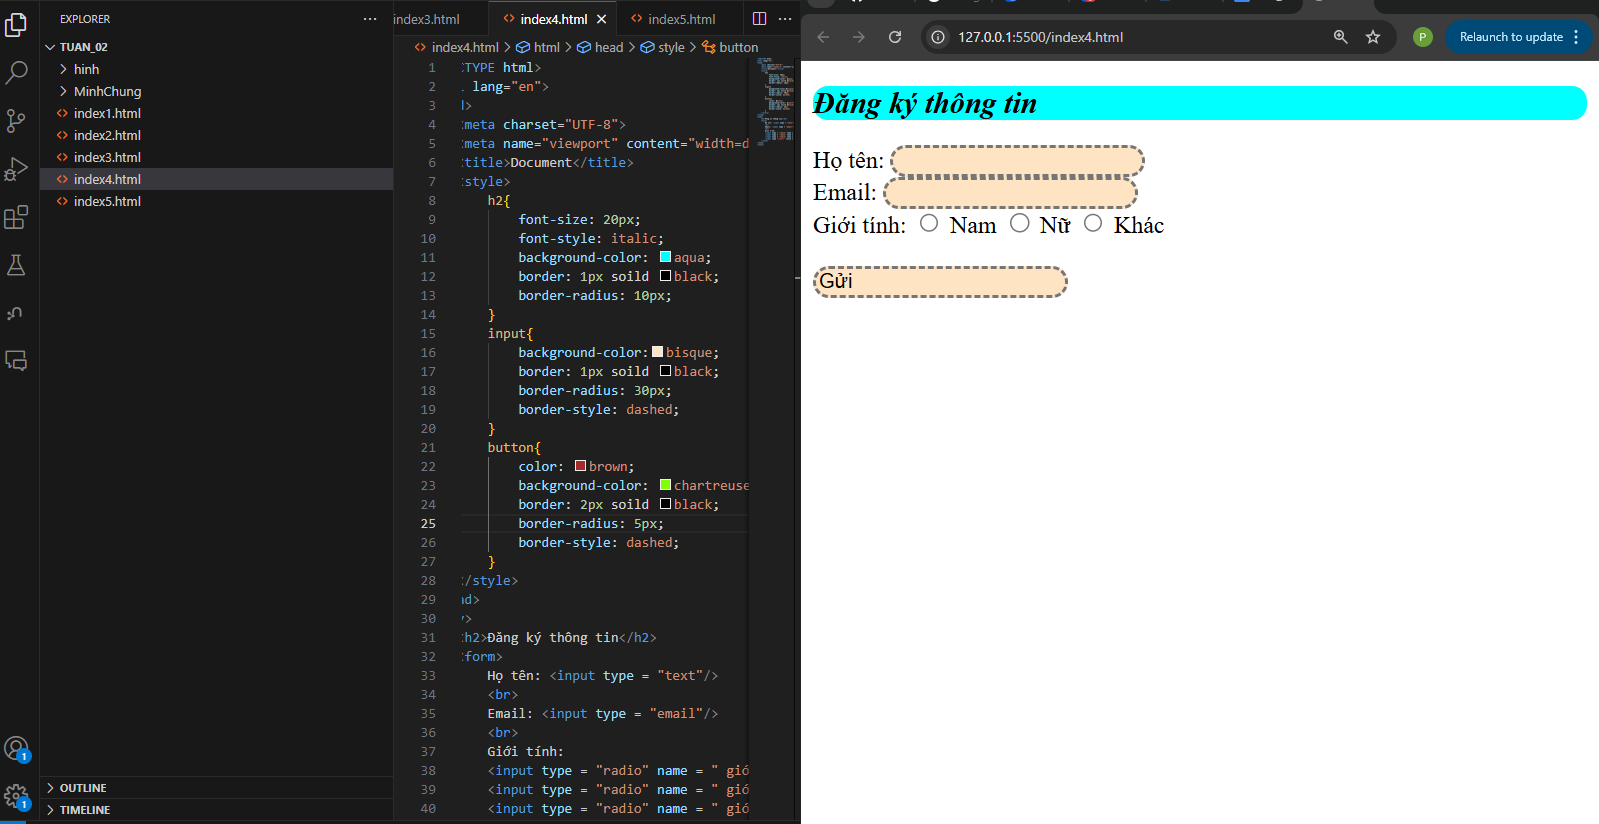 EXPLORER
TUAN_02
hinh
MinhChung
index1.html
index2.html
index3.html
index4.html
index5.html
OUTLINE
TIMELINE
1
1
index3.html
index4.html
index5.html
index4.html > html > head > style > button
1 :TYPE html>
2 lang="en">
3 l>
4 :meta charset="UTF-8">
5 :meta name="viewport" content="width=d
6 :title>Document</title>
7 :style>
8 h2{
9 font-size: 20px;
10 font-style: italic;
11 background-color: aqua;
12 border: 1px soild black;
13 border-radius: 10px;
14 }
15 input{
16 background-color: bisque;
17 border: 1px soild black;
18 border-radius: 30px;
19 border-style: dashed;
20 }
21 button{
22 color: brown;
23 background-color: chartreuse
24 border: 2px soild black;
25 border-radius: 5px;
26 border-style: dashed;
27 }
28 :/style>
29 ad>
30 />
31 :h2>Đăng ký thông tin</h2>
32 :form>
33 Họ tên: <input type = "text"/>
34 <br>
35 Email: <input type = "email"/>
36 <br>
37 Giới tính:
38 <input type = "radio" name = " gió
39 <input type = "radio" name = " gió
40 <input type = "radio" name = " gió
127.0.0.1:5500/index4.html
P
Relaunch to update
Đăng ký thông tin
Họ tên:
Email:
Giới tính: Nam Nữ Khác
Gửi